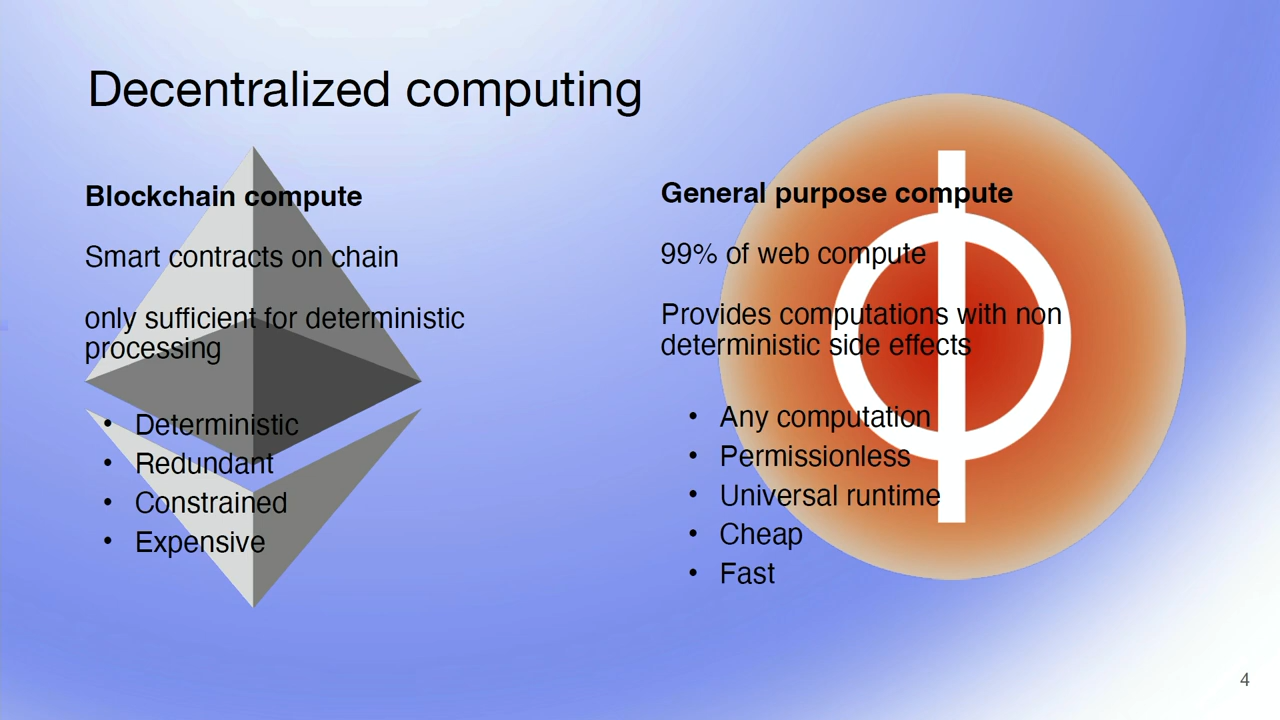 Decentralized computing
Blockchain compute
Smart contracts on chain
only sufficient for deterministic
processing
• Deterministic
• Redundant
• Constrained
• Expensive
General purpose compute
99% of web compute
Provides computations with non
deterministic side effects
• Any computation
• Permissionless
• Universal runtime
• Cheap
• Fast
4